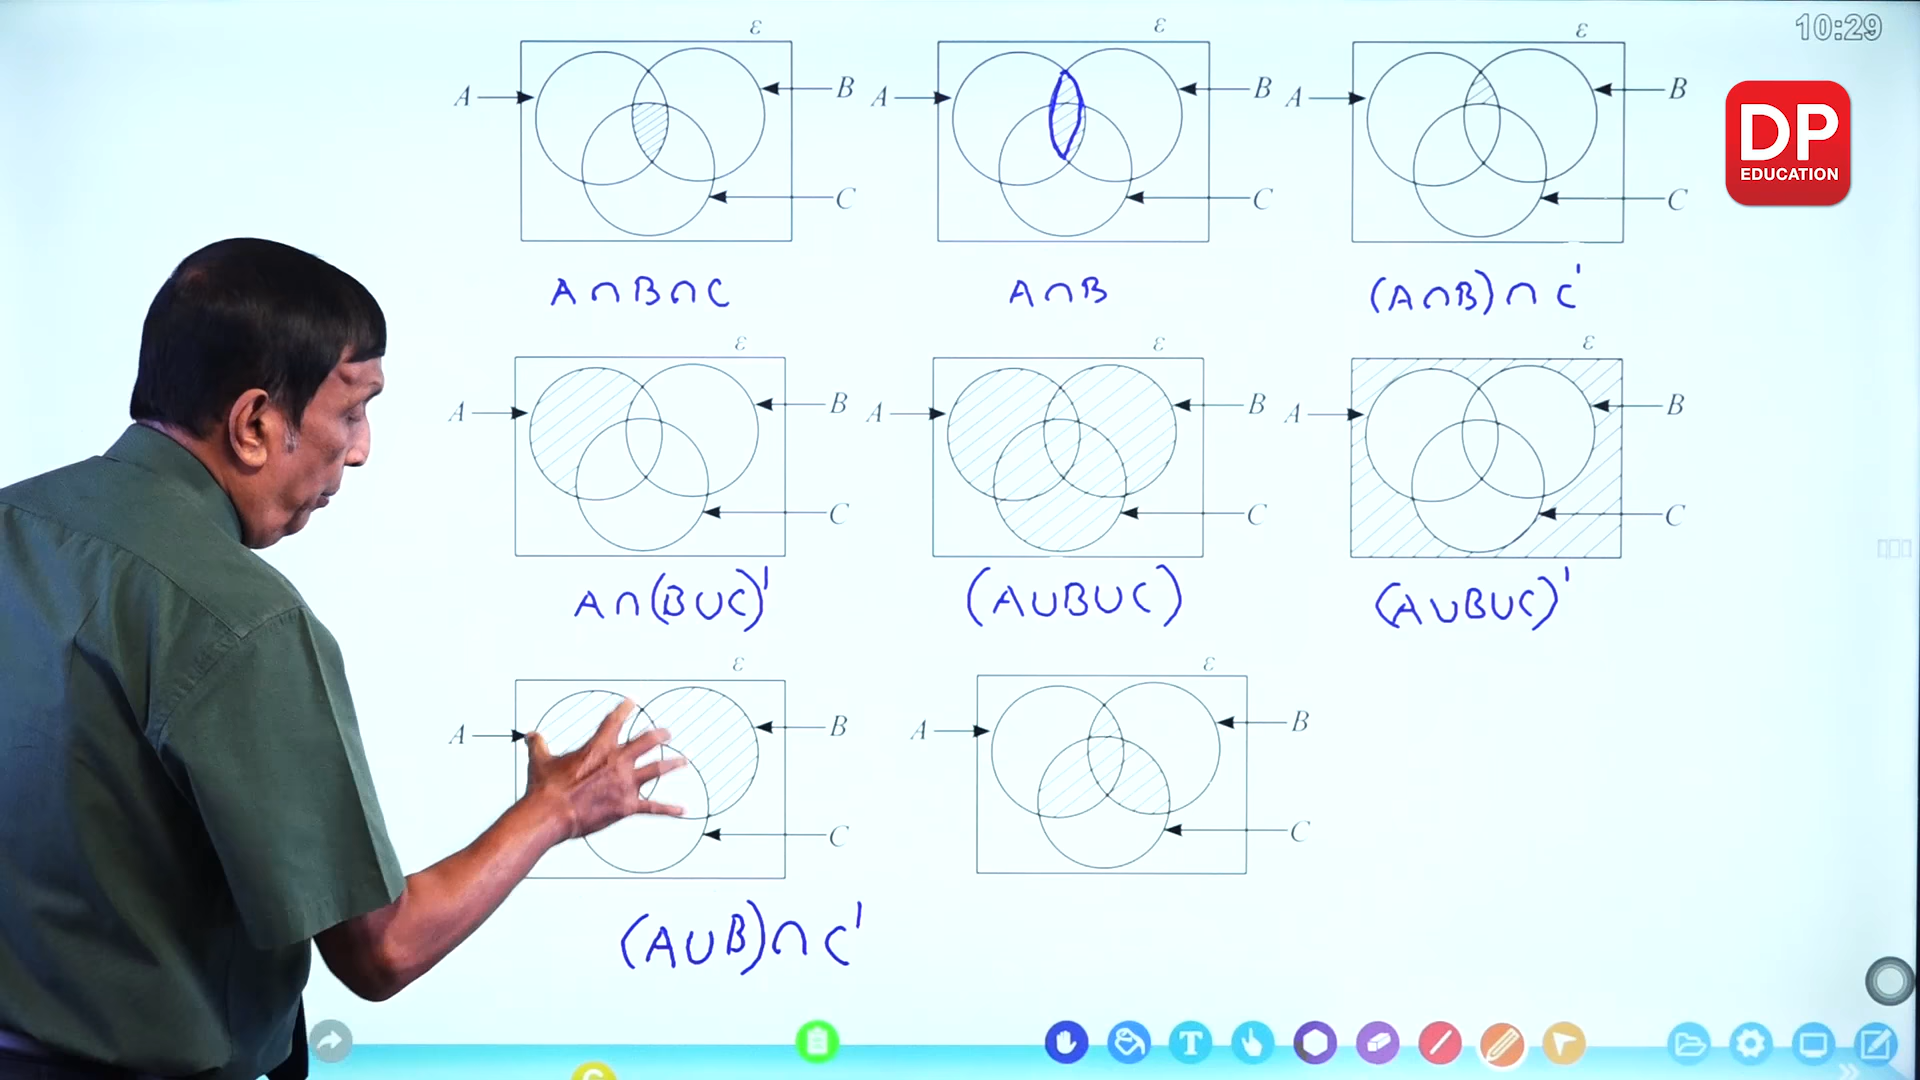 10:29
ε ε ε
A B A B A B
C C C
DP
EDUCATION
A∩B∩C A∩B (A∩B)∩C'
ε ε ε
A B A B A B
C C C
A∩(B∪C)' (A∪B∪C) (A∪B∪C)'
ε ε
A B A B
C C
(A∪B)∩C'
T